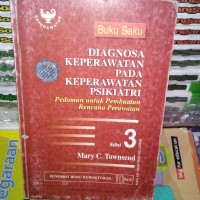 Buku Saku
DIAGNOSA
KEPERAWATAN
PADA
KEPERAWATAN
PSIKIATRI
Pedoman untuk Pembuatan
Rencana Perawatan
Edisi 3
Mary C. Townsend
PENERBIT BUKU KEDOKTERAN EGC
egaraan